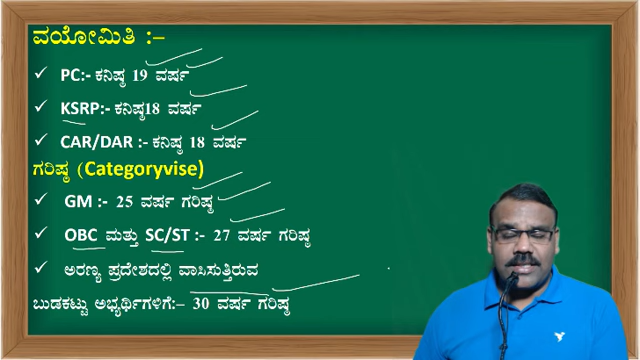 ವಯೋಮಿತಿ :–
✓ PC:- ಕನಿಷ್ಠ 19 ವರ್ಷ
✓ KSRP:- ಕನಿಷ್ಠ18 ವರ್ಷ
✓ CAR/DAR :- ಕನಿಷ್ಠ 18 ವರ್ಷ
ಗರಿಷ್ಠ (Categoryvise)
✓ GM :- 25 ವರ್ಷ ಗರಿಷ್ಠ
✓ OBC ಮತ್ತು SC/ST :- 27 ವರ್ಷ ಗರಿಷ್ಠ
✓ ಅರಣ್ಯ ಪ್ರದೇಶದಲ್ಲಿ ವಾಸಿಸುತ್ತಿರುವ
ಬುಡಕಟ್ಟು ಅಭ್ಯರ್ಥಿಗಳಿಗೆ:– 30 ವರ್ಷ ಗರಿಷ್ಠ